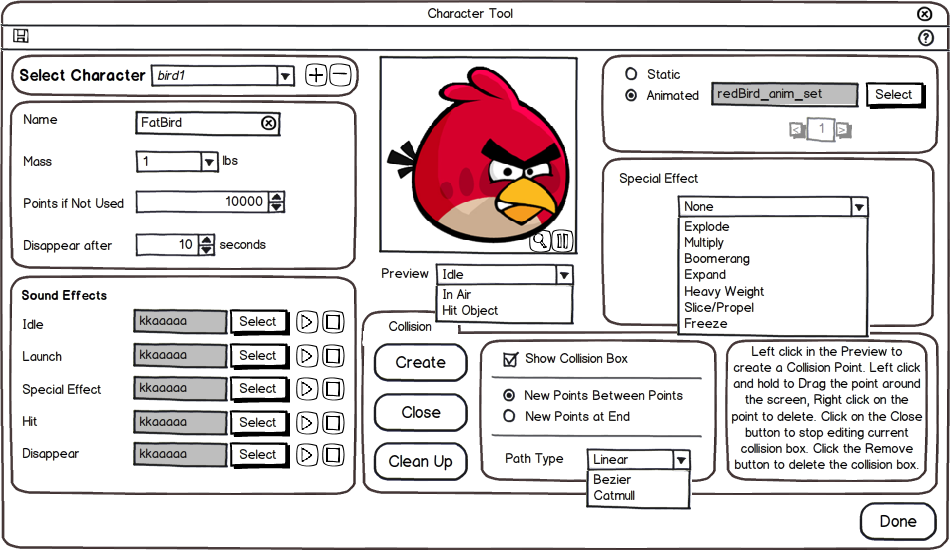 Character Tool
Select Character bird1
Name FatBird
Mass 1 lbs
Points if Not Used 10000
Disappear after 10 seconds
Sound Effects
Idle kkaaaaa Select
Launch kkaaaaa Select
Special Effect kkaaaaa Select
Hit kkaaaaa Select
Disappear kkaaaaa Select
Preview Idle
In Air
Hit Object
Static
Animated redBird_anim_set Select
< 1 >
Special Effect
None
Explode
Multiply
Boomerang
Expand
Heavy Weight
Slice/Propel
Freeze
Collision
Create
Close
Clean Up
Show Collision Box
New Points Between Points
New Points at End
Path Type Linear
Bezier
Catmull
Left click in the Preview to
create a Collision Point. Left click
and hold to Drag the point around
the screen, Right click on the
point to delete. Click on the Close
button to stop editing current
collision box. Click the Remove
button to delete the collision box.
Done